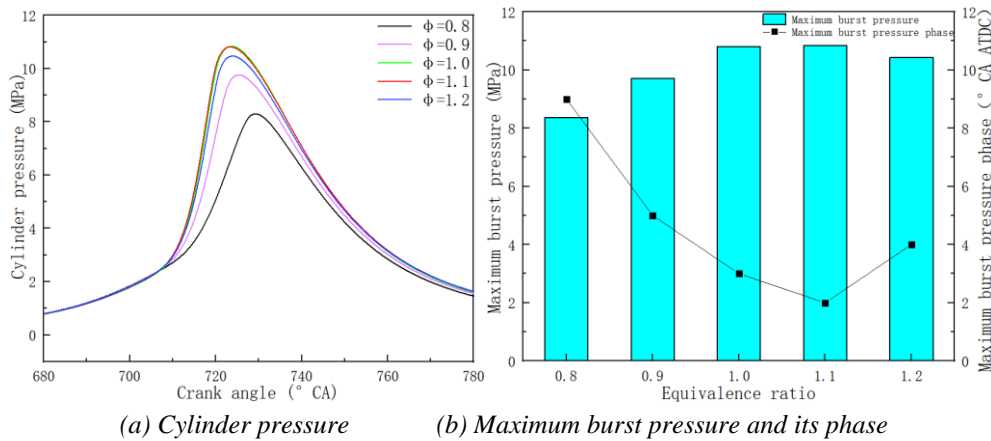 12
10
8
6
4
2
0
Cylinder pressure (MPa)
Φ=0.8
Φ=0.9
Φ=1.0
Φ=1.1
Φ=1.2
680 700 720 740 760 780
Crank angle (° CA)
(a) Cylinder pressure
12
10
8
6
4
2
0
Maximum burst pressure (MPa)
Maximum burst pressure
Maximum burst pressure phase
12
10
8
6
4
2
0
Maximum burst pressure phase (° CA ATDC)
0.8 0.9 1.0 1.1 1.2
Equivalence ratio
(b) Maximum burst pressure and its phase